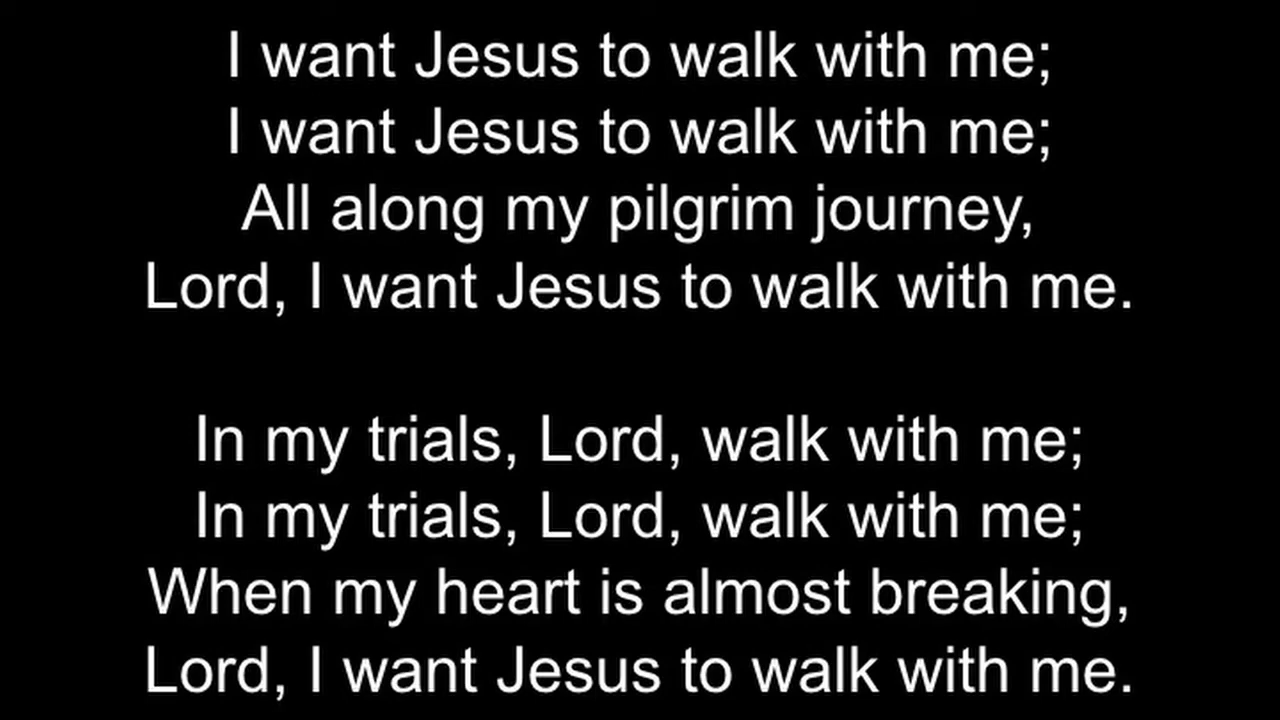 I want Jesus to walk with me;
I want Jesus to walk with me;
All along my pilgrim journey,
Lord, I want Jesus to walk with me.
In my trials, Lord, walk with me;
In my trials, Lord, walk with me;
When my heart is almost breaking,
Lord, I want Jesus to walk with me.